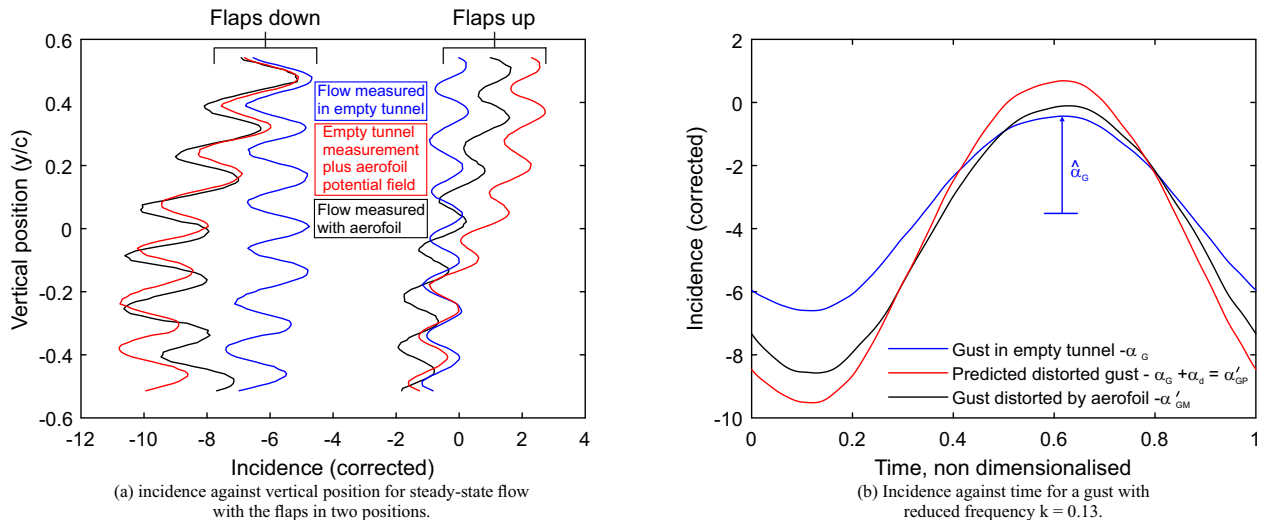 Flaps down
Flaps up
0.6
0.4
0.2
0
-0.2
-0.4
-0.6
Vertical position (y/c)
Flow measured
in empty tunnel
Empty tunnel
measurement
plus aerofoil
potential field
Flow measured
with aerofoil
-12
-10
-8
-6
-4
-2
0
2
4
Incidence (corrected)
(a) incidence against vertical position for steady-state flow
with the flaps in two positions.
2
0
-2
-4
-6
-8
-10
Incidence (corrected)
α̂G
Gust in empty tunnel -αG
Predicted distorted gust - αG +αd = α′GP
Gust distorted by aerofoil -α′GM
0
0.2
0.4
0.6
0.8
1
Time, non dimensionalised
(b) Incidence against time for a gust with
reduced frequency k = 0.13.